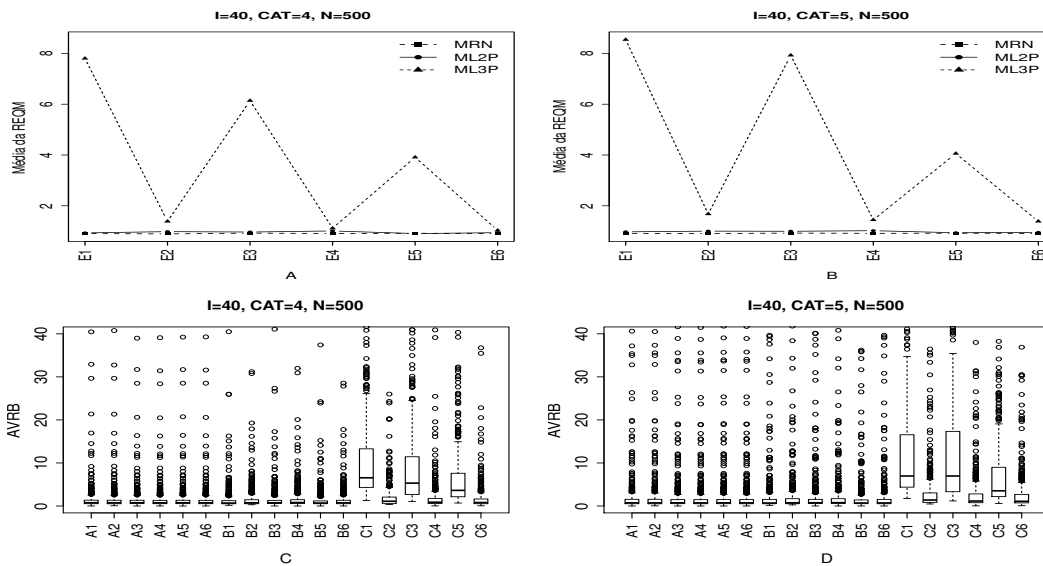 I=40, CAT=4, N=500
Média da REQM
8
6
4
2
MRN
ML2P
ML3P
E1 E2 E3 E4 E5 E6
A
I=40, CAT=5, N=500
Média da REQM
8
6
4
2
MRN
ML2P
ML3P
E1 E2 E3 E4 E5 E6
B
I=40, CAT=4, N=500
AVRB
40
30
20
10
0
A1 A2 A3 A4 A5 A6 B1 B2 B3 B4 B5 B6 C1 C2 C3 C4 C5 C6
C
I=40, CAT=5, N=500
AVRB
40
30
20
10
0
A1 A2 A3 A4 A5 A6 B1 B2 B3 B4 B5 B6 C1 C2 C3 C4 C5 C6
D